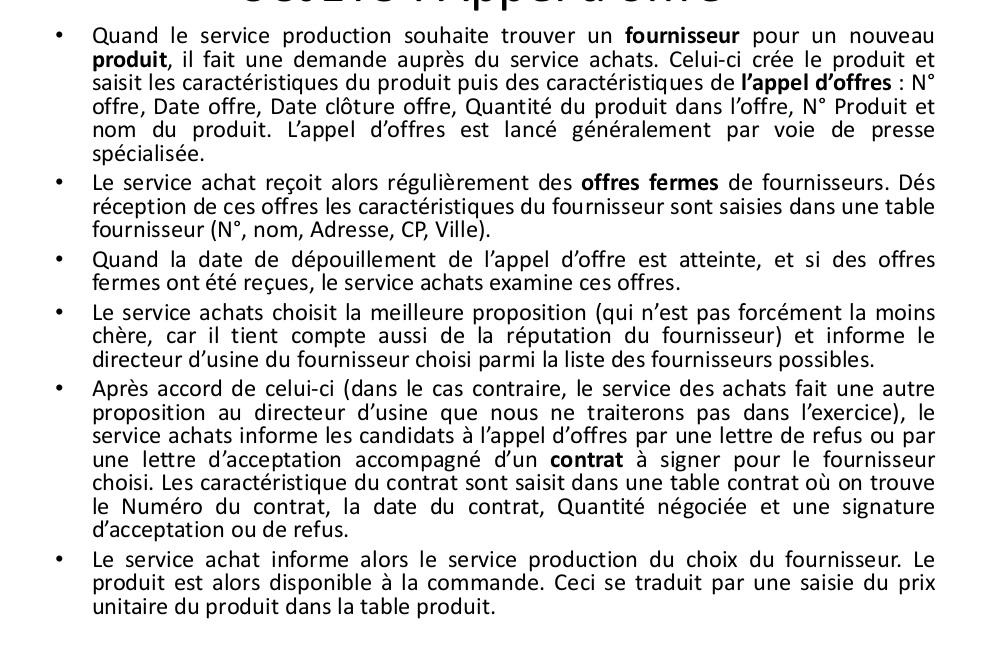 l'Appel d'offre
• Quand le service production souhaite trouver un fournisseur pour un nouveau
produit, il fait une demande auprès du service achats. Celui-ci crée le produit et
saisit les caractéristiques du produit puis des caractéristiques de l’appel d’offres : N°
offre, Date offre, Date clôture offre, Quantité du produit dans l’offre, N° Produit et
nom du produit. L’appel d’offres est lancé généralement par voie de presse
spécialisée.
• Le service achat reçoit alors régulièrement des offres fermes de fournisseurs. Dés
réception de ces offres les caractéristiques du fournisseur sont saisies dans une table
fournisseur (N°, nom, Adresse, CP, Ville).
• Quand la date de dépouillement de l’appel d’offre est atteinte, et si des offres
fermes ont été reçues, le service achats examine ces offres.
• Le service achats choisit la meilleure proposition (qui n’est pas forcément la moins
chère, car il tient compte aussi de la réputation du fournisseur) et informe le
directeur d’usine du fournisseur choisi parmi la liste des fournisseurs possibles.
• Après accord de celui-ci (dans le cas contraire, le service des achats fait une autre
proposition au directeur d’usine que nous ne traiterons pas dans l’exercice), le
service achats informe les candidats à l’appel d’offres par une lettre de refus ou par
une lettre d’acceptation accompagné d’un contrat à signer pour le fournisseur
choisi. Les caractéristique du contrat sont saisit dans une table contrat où on trouve
le Numéro du contrat, la date du contrat, Quantité négociée et une signature
d’acceptation ou de refus.
• Le service achat informe alors le service production du choix du fournisseur. Le
produit est alors disponible à la commande. Ceci se traduit par une saisie du prix
unitaire du produit dans la table produit.